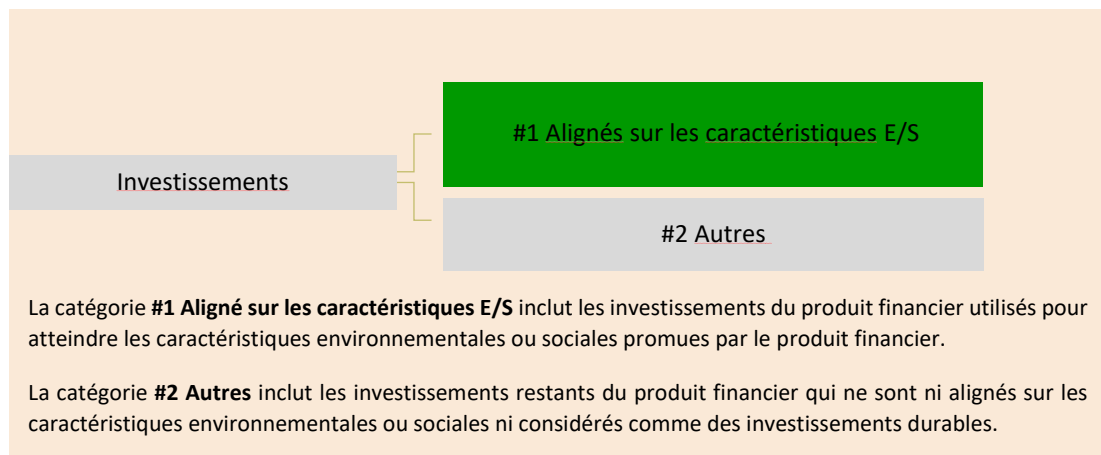 #1 Alignés sur les caractéristiques E/S
Investissements
#2 Autres
La catégorie #1 Aligné sur les caractéristiques E/S inclut les investissements du produit financier utilisés pour
atteindre les caractéristiques environnementales ou sociales promues par le produit financier.
La catégorie #2 Autres inclut les investissements restants du produit financier qui ne sont ni alignés sur les
caractéristiques environnementales ou sociales ni considérés comme des investissements durables.